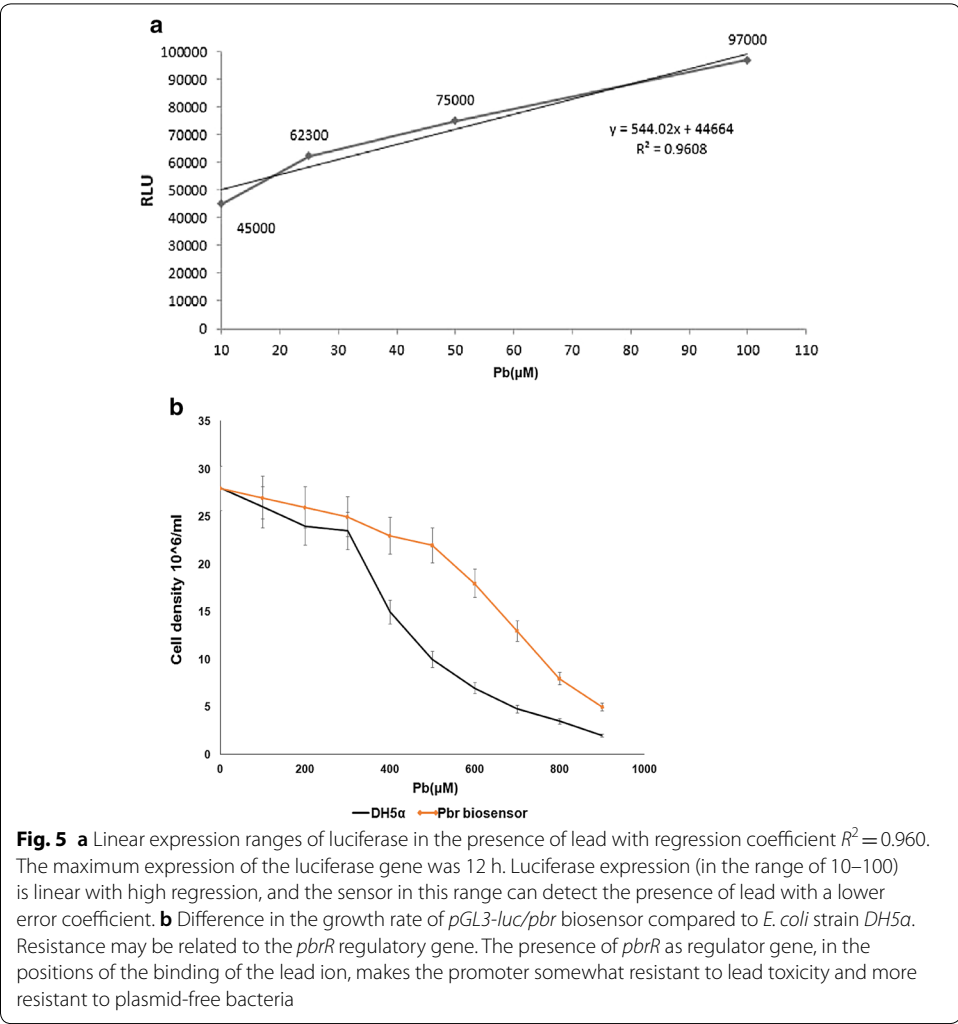 a
100000
90000
80000
70000
60000
50000
40000
30000
20000
10000
0
RLU
45000
62300
75000
97000
y = 544.02x + 44664
R² = 0.9608
10 20 30 40 50 60 70 80 90 100 110
Pb(µM)
b
35
30
25
20
15
10
5
0
Cell density 10^6/ml
0 200 400 600 800 1000
Pb(µM)
DH5α Pbr biosensor
Fig. 5 a Linear expression ranges of luciferase in the presence of lead with regression coefficient R² = 0.960.
The maximum expression of the luciferase gene was 12 h. Luciferase expression (in the range of 10–100)
is linear with high regression, and the sensor in this range can detect the presence of lead with a lower
error coefficient. b Difference in the growth rate of pGL3-luc/pbr biosensor compared to E. coli strain DH5α.
Resistance may be related to the pbrR regulatory gene. The presence of pbrR as regulator gene, in the
positions of the binding of the lead ion, makes the promoter somewhat resistant to lead toxicity and more
resistant to plasmid-free bacteria